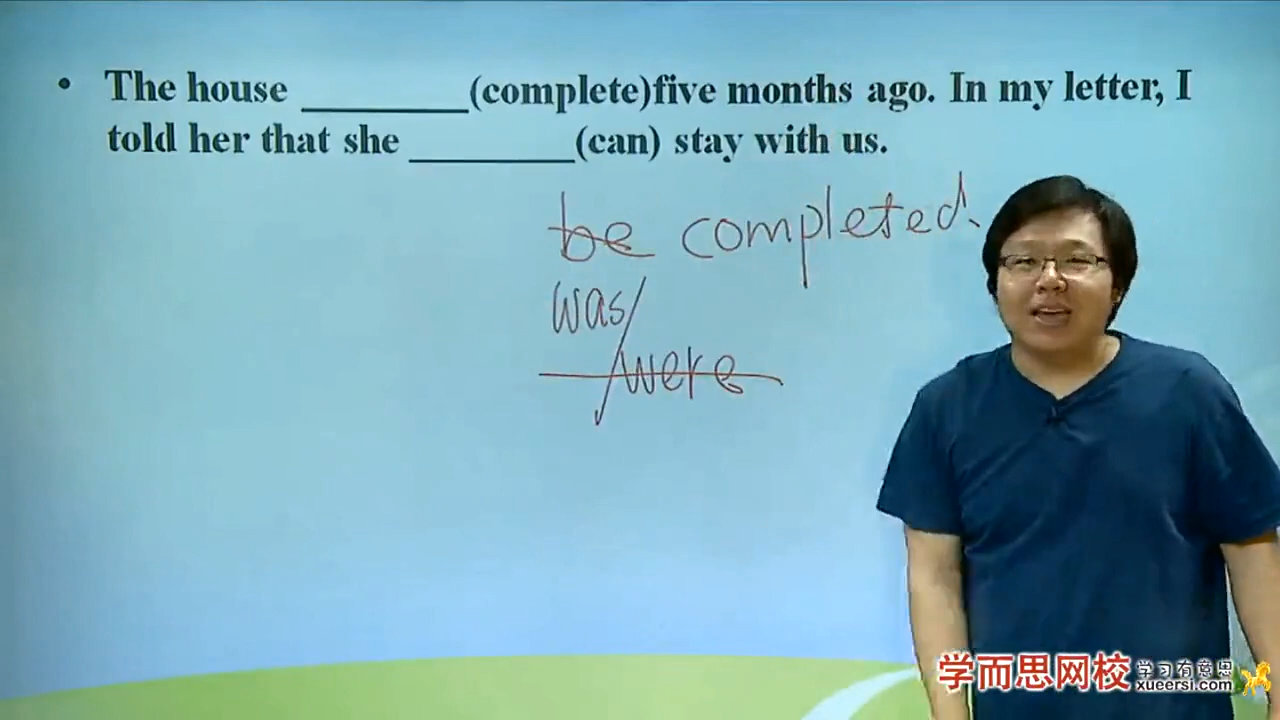 • The house ________(complete)five months ago. In my letter, I
told her that she ________(can) stay with us.
be completed.
was/
were
学而思网校 学习有意思
xueersi.com